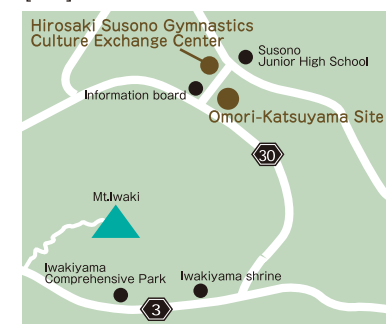 Hirosaki Susono Gymnastics
Culture Exchange Center
Susono
Junior High School
Information board
Omori-Katsuyama Site
30
Mt.Iwaki
Iwakiyama
Comprehensive Park
Iwakiyama shrine
3